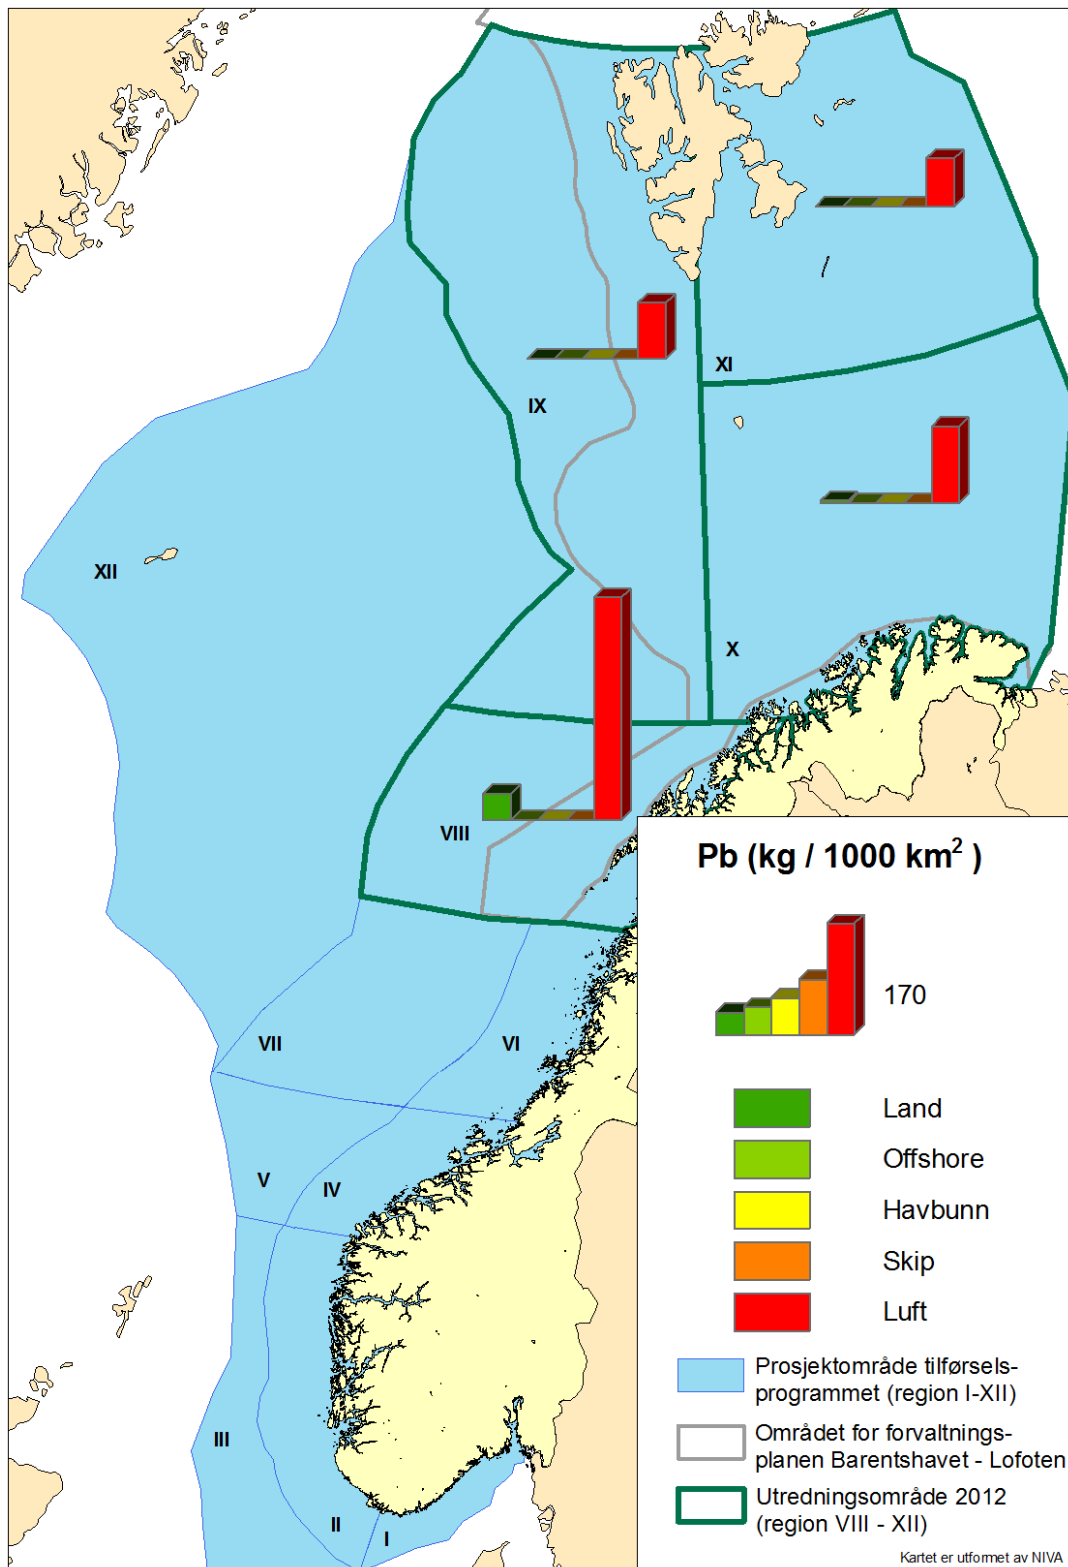 XI
IX
XII
X
VIII
Pb (kg / 1000 km² )
170
VII
VI
Land
Offshore
V
IV
Havbunn
Skip
Luft
Prosjektområde tilførsels-
programmet (region I-XII)
III
Området for forvaltnings-
planen Barentshavet - Lofoten
II
I
Utredningsområde 2012
(region VIII - XII)
Kartet er utformet av NIVA